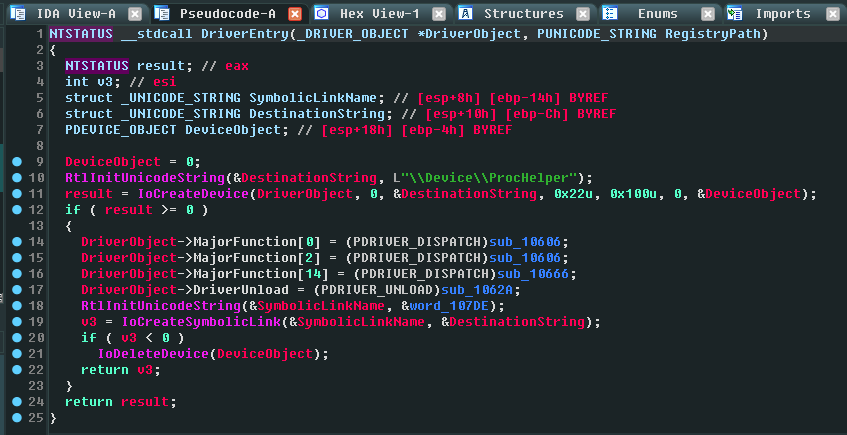 IDA View-A Pseudocode-A Hex View-1 Structures Enums Imports
1 NTSTATUS __stdcall DriverEntry(_DRIVER_OBJECT *DriverObject, PUNICODE_STRING RegistryPath)
2 {
3 NTSTATUS result; // eax
4 int v3; // esi
5 struct _UNICODE_STRING SymbolicLinkName; // [esp+8h] [ebp-14h] BYREF
6 struct _UNICODE_STRING DestinationString; // [esp+10h] [ebp-Ch] BYREF
7 PDEVICE_OBJECT DeviceObject; // [esp+18h] [ebp-4h] BYREF
8
9 DeviceObject = 0;
10 RtlInitUnicodeString(&DestinationString, L"\\Device\\ProcHelper");
11 result = IoCreateDevice(DriverObject, 0, &DestinationString, 0x22u, 0x100u, 0, &DeviceObject);
12 if ( result >= 0 )
13 {
14 DriverObject->MajorFunction[0] = (PDRIVER_DISPATCH)sub_10606;
15 DriverObject->MajorFunction[2] = (PDRIVER_DISPATCH)sub_10606;
16 DriverObject->MajorFunction[14] = (PDRIVER_DISPATCH)sub_10666;
17 DriverObject->DriverUnload = (PDRIVER_UNLOAD)sub_1062A;
18 RtlInitUnicodeString(&SymbolicLinkName, &word_107DE);
19 v3 = IoCreateSymbolicLink(&SymbolicLinkName, &DestinationString);
20 if ( v3 < 0 )
21 IoDeleteDevice(DeviceObject);
22 return v3;
23 }
24 return result;
25 }